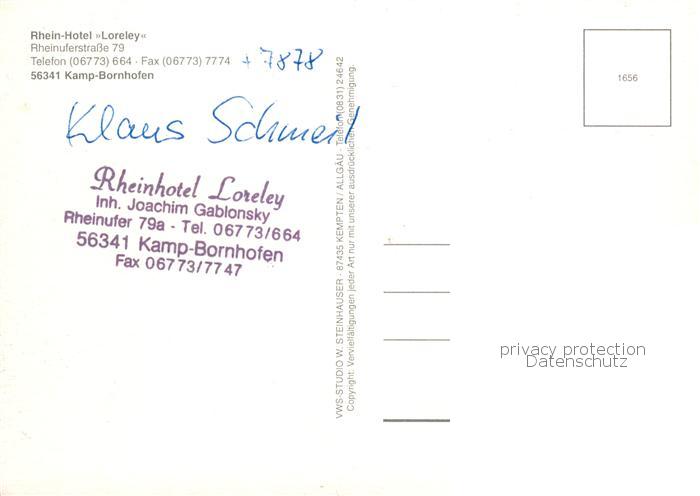 Rhein-Hotel »Loreley«
Rheinuferstraße 79
Telefon (06773) 664 · Fax (06773) 7774 + 7878
56341 Kamp-Bornhofen
Klaus
Rheinhotel Loreley
Inh. Joachim Gablonsky
Rheinufer 79a - Tel. 06773/664
56341 Kamp-Bornhofen
Fax 06773/7747
VWS-STUDIO W. STEINHAUSER · 87435 KEMPTEN / ALLGÄU · Telefon (0831) 24642
Copyright: Vervielfältigungen jeder Art nur mit unserer ausdrücklichen Genehmigung.
1656
privacy protection
Datenschutz